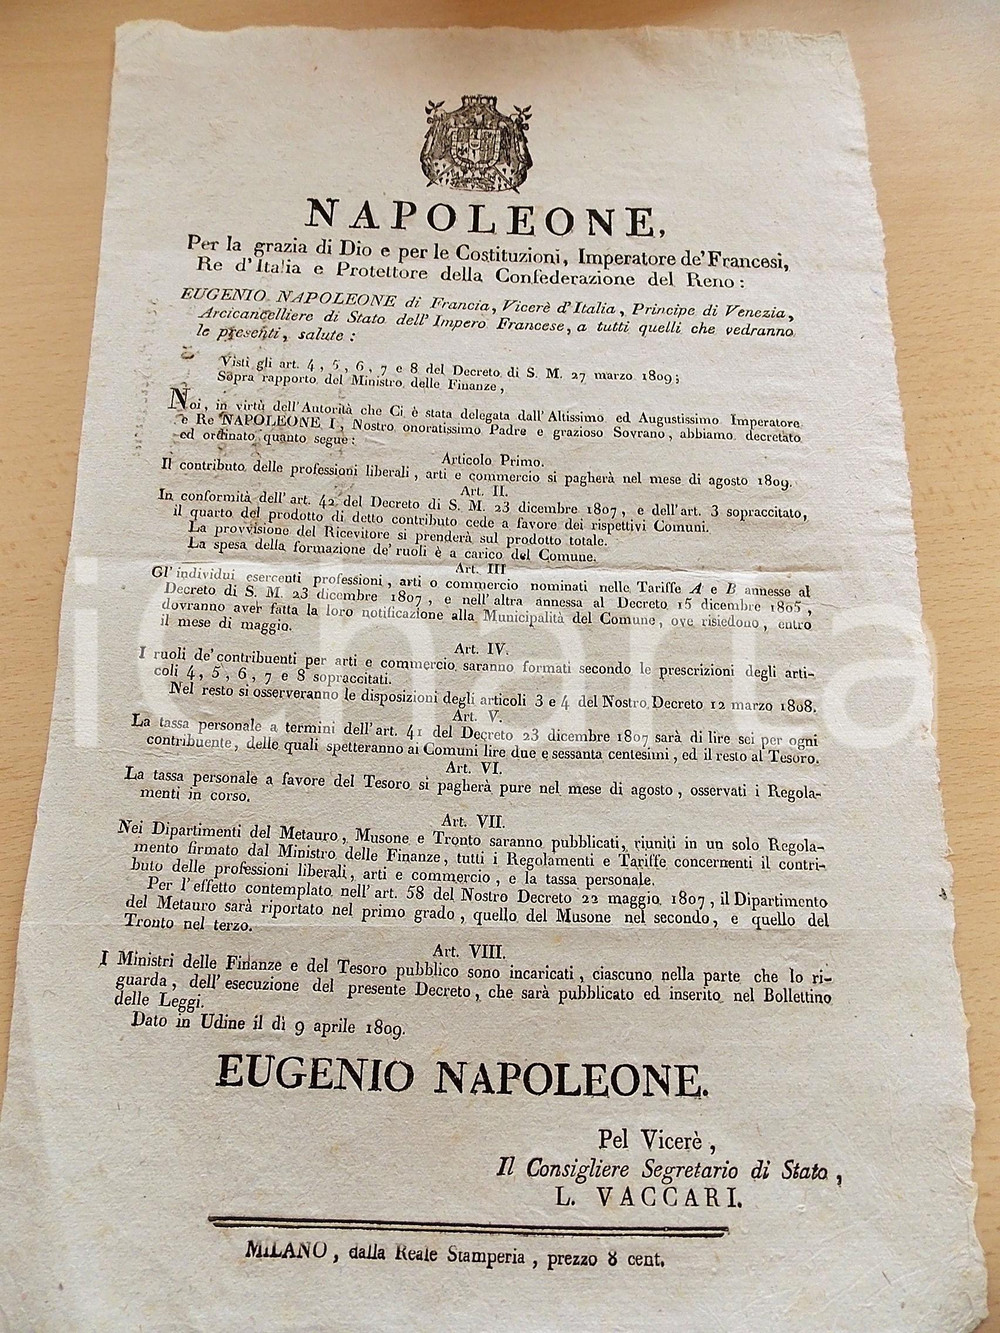 NAPOLEONE,
Per la grazia di Dio e per le Costituzioni, Imperatore de' Francesi,
Re d'Italia e Protettore della Confederazione del Reno:
EUGENIO NAPOLEONE di Francia, Vicerè d'Italia, Principe di Venezia,
Arcicancelliere di Stato dell'Impero Francese, a tutti quelli che vedranno
le presenti, salute:
Visti gli art. 4, 5, 6, 7 e 8 del Decreto di S. M. 27 marzo 1809;
Sopra rapporto del Ministro delle Finanze,
Noi, in virtù dell'Autorità che Ci è stata delegata dall'Altissimo ed Augustissimo Imperatore
e Re NAPOLEONE I, Nostro onoratissimo Padre e grazioso Sovrano, abbiamo decretato
ed ordinato quanto segue:
Articolo Primo.
Il contributo delle professioni liberali, arti e commercio si pagherà nel mese di agosto 1809.
Art. II.
In conformità dell'art. 42 del Decreto di S. M. 23 dicembre 1807, e dell'art. 3 sopraccitato,
il quarto del prodotto di detto contributo cede a favore dei rispettivi Comuni.
La provvisione del Ricevitore si prenderà sul prodotto totale.
La spesa della formazione de' ruoli è a carico del Comune.
Art. III
Gl'individui esercenti professioni, arti o commercio nominati nelle Tariffe A e B annesse al
Decreto di S. M. 23 dicembre 1807, e nell'altra annessa al Decreto 15 dicembre 1805,
dovranno aver fatta la loro notificazione alla Municipalità del Comune, ove risiedono, entro
il mese di maggio.
Art. IV.
I ruoli de' contribuenti per arti e commercio saranno formati secondo le prescrizioni degli arti-
coli 4, 5, 6, 7 e 8 sopraccitati.
Nel resto si osserveranno le disposizioni degli articoli 3 e 4 del Nostro Decreto 12 marzo 1808.
Art. V.
La tassa personale a termini dell'art. 41 del Decreto 23 dicembre 1807 sarà di lire sei per ogni
contribuente, delle quali spetteranno ai Comuni lire due e sessanta centesimi, ed il resto al Tesoro.
Art. VI.
La tassa personale a favore del Tesoro si pagherà pure nel mese di agosto, osservati i Regola-
menti in corso.
Art. VII.
Nei Dipartimenti del Metauro, Musone e Tronto saranno pubblicati, riuniti in un solo Regola-
mento firmato dal Ministro delle Finanze, tutti i Regolamenti e Tariffe concernenti il contri-
buto delle professioni liberali, arti e commercio, e la tassa personale.
Per l'effetto contemplato nell'art. 58 del Nostro Decreto 22 maggio 1807, il Dipartimento
del Metauro sarà riportato nel primo grado, quello del Musone nel secondo, e quello del
Tronto nel terzo.
Art. VIII.
I Ministri delle Finanze e del Tesoro pubblico sono incaricati, ciascuno nella parte che lo ri-
guarda, dell'esecuzione del presente Decreto, che sarà pubblicato ed inserito nel Bollettino
delle Leggi.
Dato in Udine il dì 9 aprile 1809.
EUGENIO NAPOLEONE.
Pel Vicerè,
Il Consigliere Segretario di Stato,
L. VACCARI.
MILANO, dalla Reale Stamperia, prezzo 8 cent.
icharta